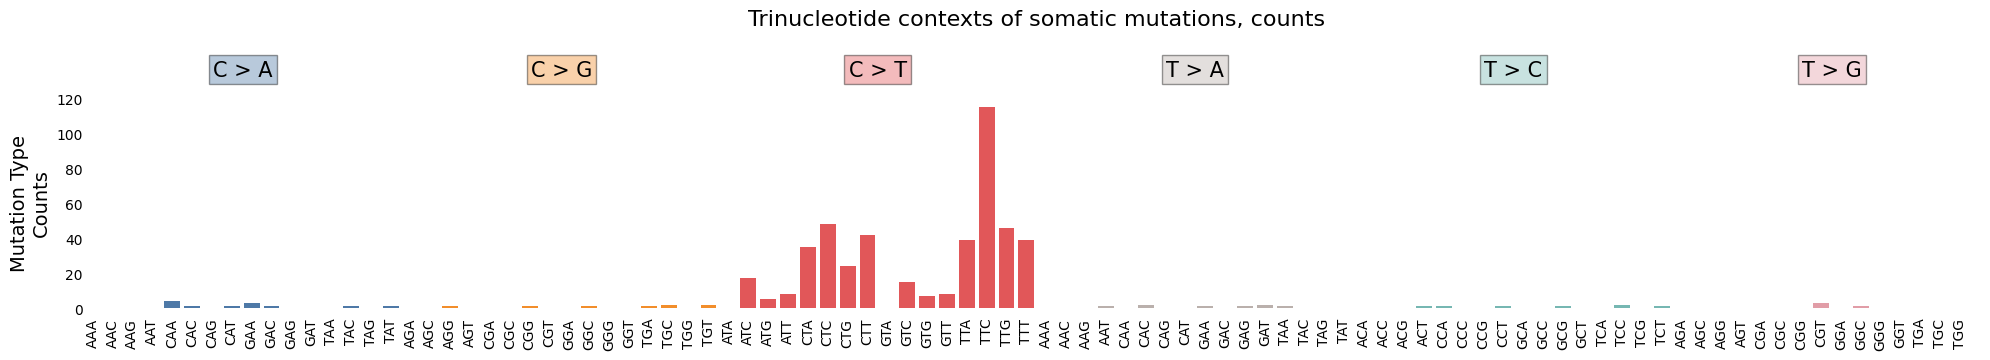 Trinucleotide contexts of somatic mutations, counts
C > A
C > G
C > T
T > A
T > C
T > G
Mutation Type
Counts
120
100
80
60
40
20
0
AAA
AAC
AAG
AAT
CAA
CAC
CAG
CAT
GAA
GAC
GAG
GAT
TAA
TAC
TAG
TAT
AGA
AGC
AGG
AGT
CGA
CGC
CGG
CGT
GGA
GGC
GGG
GGT
TGA
TGC
TGG
TGT
ATA
ATC
ATG
ATT
CTA
CTC
CTG
CTT
GTA
GTC
GTG
GTT
TTA
TTC
TTG
TTT
AAA
AAC
AAG
AAT
CAA
CAC
CAG
CAT
GAA
GAC
GAG
GAT
TAA
TAC
TAG
TAT
ACA
ACC
ACG
ACT
CCA
CCC
CCG
CCT
GCA
GCC
GCG
GCT
TCA
TCC
TCG
TCT
AGA
AGC
AGG
AGT
CGA
CGC
CGG
CGT
GGA
GGC
GGG
GGT
TGA
TGC
TGG